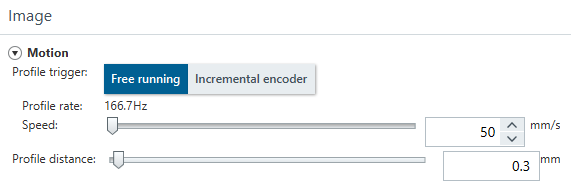 Image
Motion
Profile trigger: Free running Incremental encoder
Profile rate: 166.7Hz
Speed: 50 mm/s
Profile distance: 0.3 mm